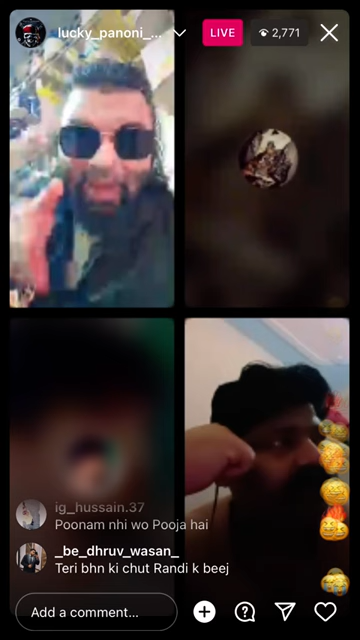 lucky_panoni_...
LIVE
2,771
ig_hussain.37
Poonam nhi wo Pooja hai
_be_dhruv_wasan_
Teri bhn ki chut Randi k beej
Add a comment...